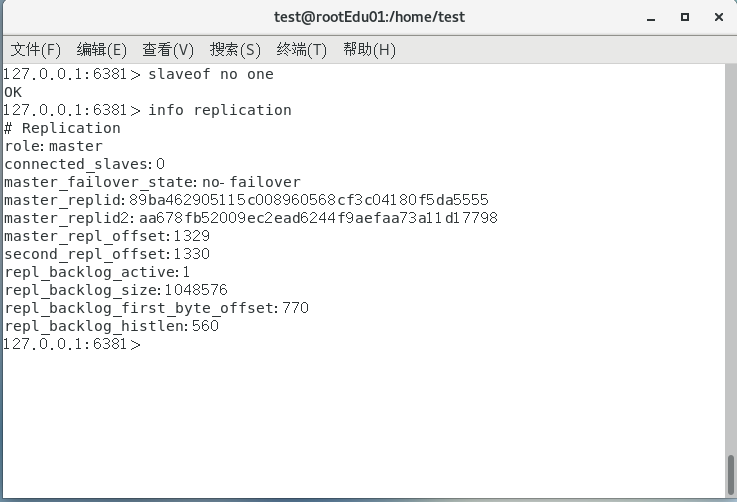 test@rootEdu01:/home/test
文件(F) 编辑(E) 查看(V) 搜索(S) 终端(T) 帮助(H)
127.0.0.1:6381> slaveof no one
OK
127.0.0.1:6381> info replication
# Replication
role:master
connected_slaves:0
master_failover_state:no-failover
master_replid:89ba462905115c008960568cf3c04180f5da5555
master_replid2:aa678fb52009ec2ead6244f9aefaa73a11d17798
master_repl_offset:1329
second_repl_offset:1330
repl_backlog_active:1
repl_backlog_size:1048576
repl_backlog_first_byte_offset:770
repl_backlog_histlen:560
127.0.0.1:6381>